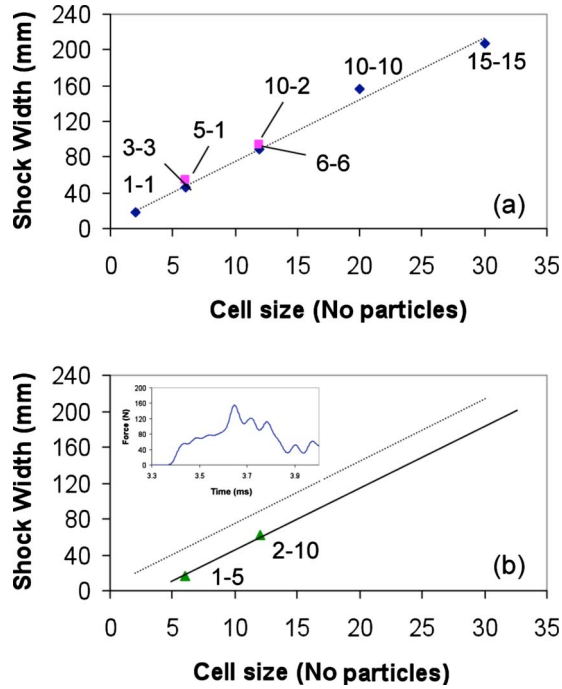 240
200
160
120
80
40
0
Shock Width (mm)
10-10
15-15
10-2
5-1
3-3
6-6
1-1
(a)
0 5 10 15 20 25 30 35
Cell size (No particles)
240
200
160
120
80
40
0
Shock Width (mm)
200
160
120
80
40
0
Force (N)
3.3 3.5 3.7 3.9
Time (ms)
2-10
1-5
(b)
0 5 10 15 20 25 30 35
Cell size (No particles)